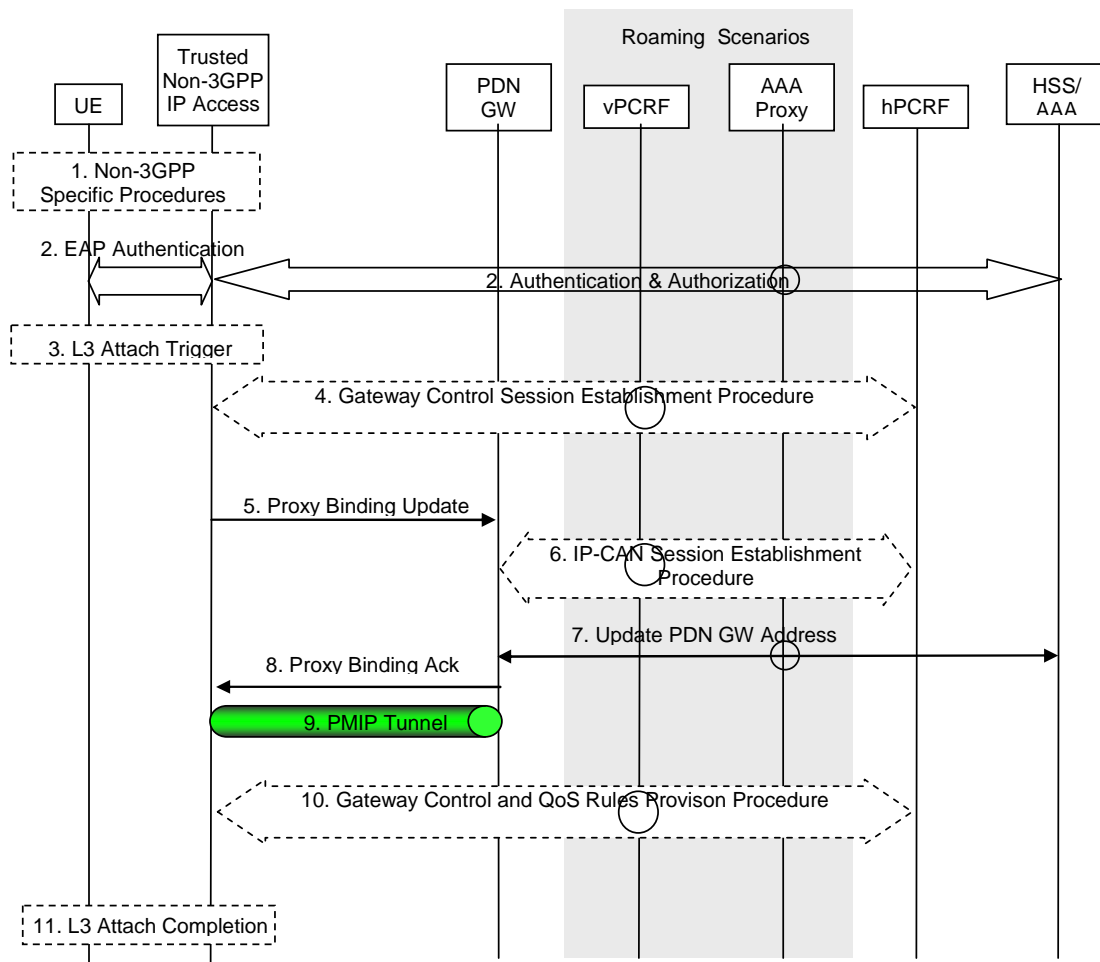 Roaming Scenarios
UE
Trusted
Non-3GPP
IP Access
PDN
GW
vPCRF
AAA
Proxy
hPCRF
HSS/
AAA
1. Non-3GPP
Specific Procedures
2. EAP Authentication
2. Authentication & Authorization
3. L3 Attach Trigger
4. Gateway Control Session Establishment Procedure
5. Proxy Binding Update
6. IP-CAN Session Establishment
Procedure
7. Update PDN GW Address
8. Proxy Binding Ack
9. PMIP Tunnel
10. Gateway Control and QoS Rules Provison Procedure
11. L3 Attach Completion